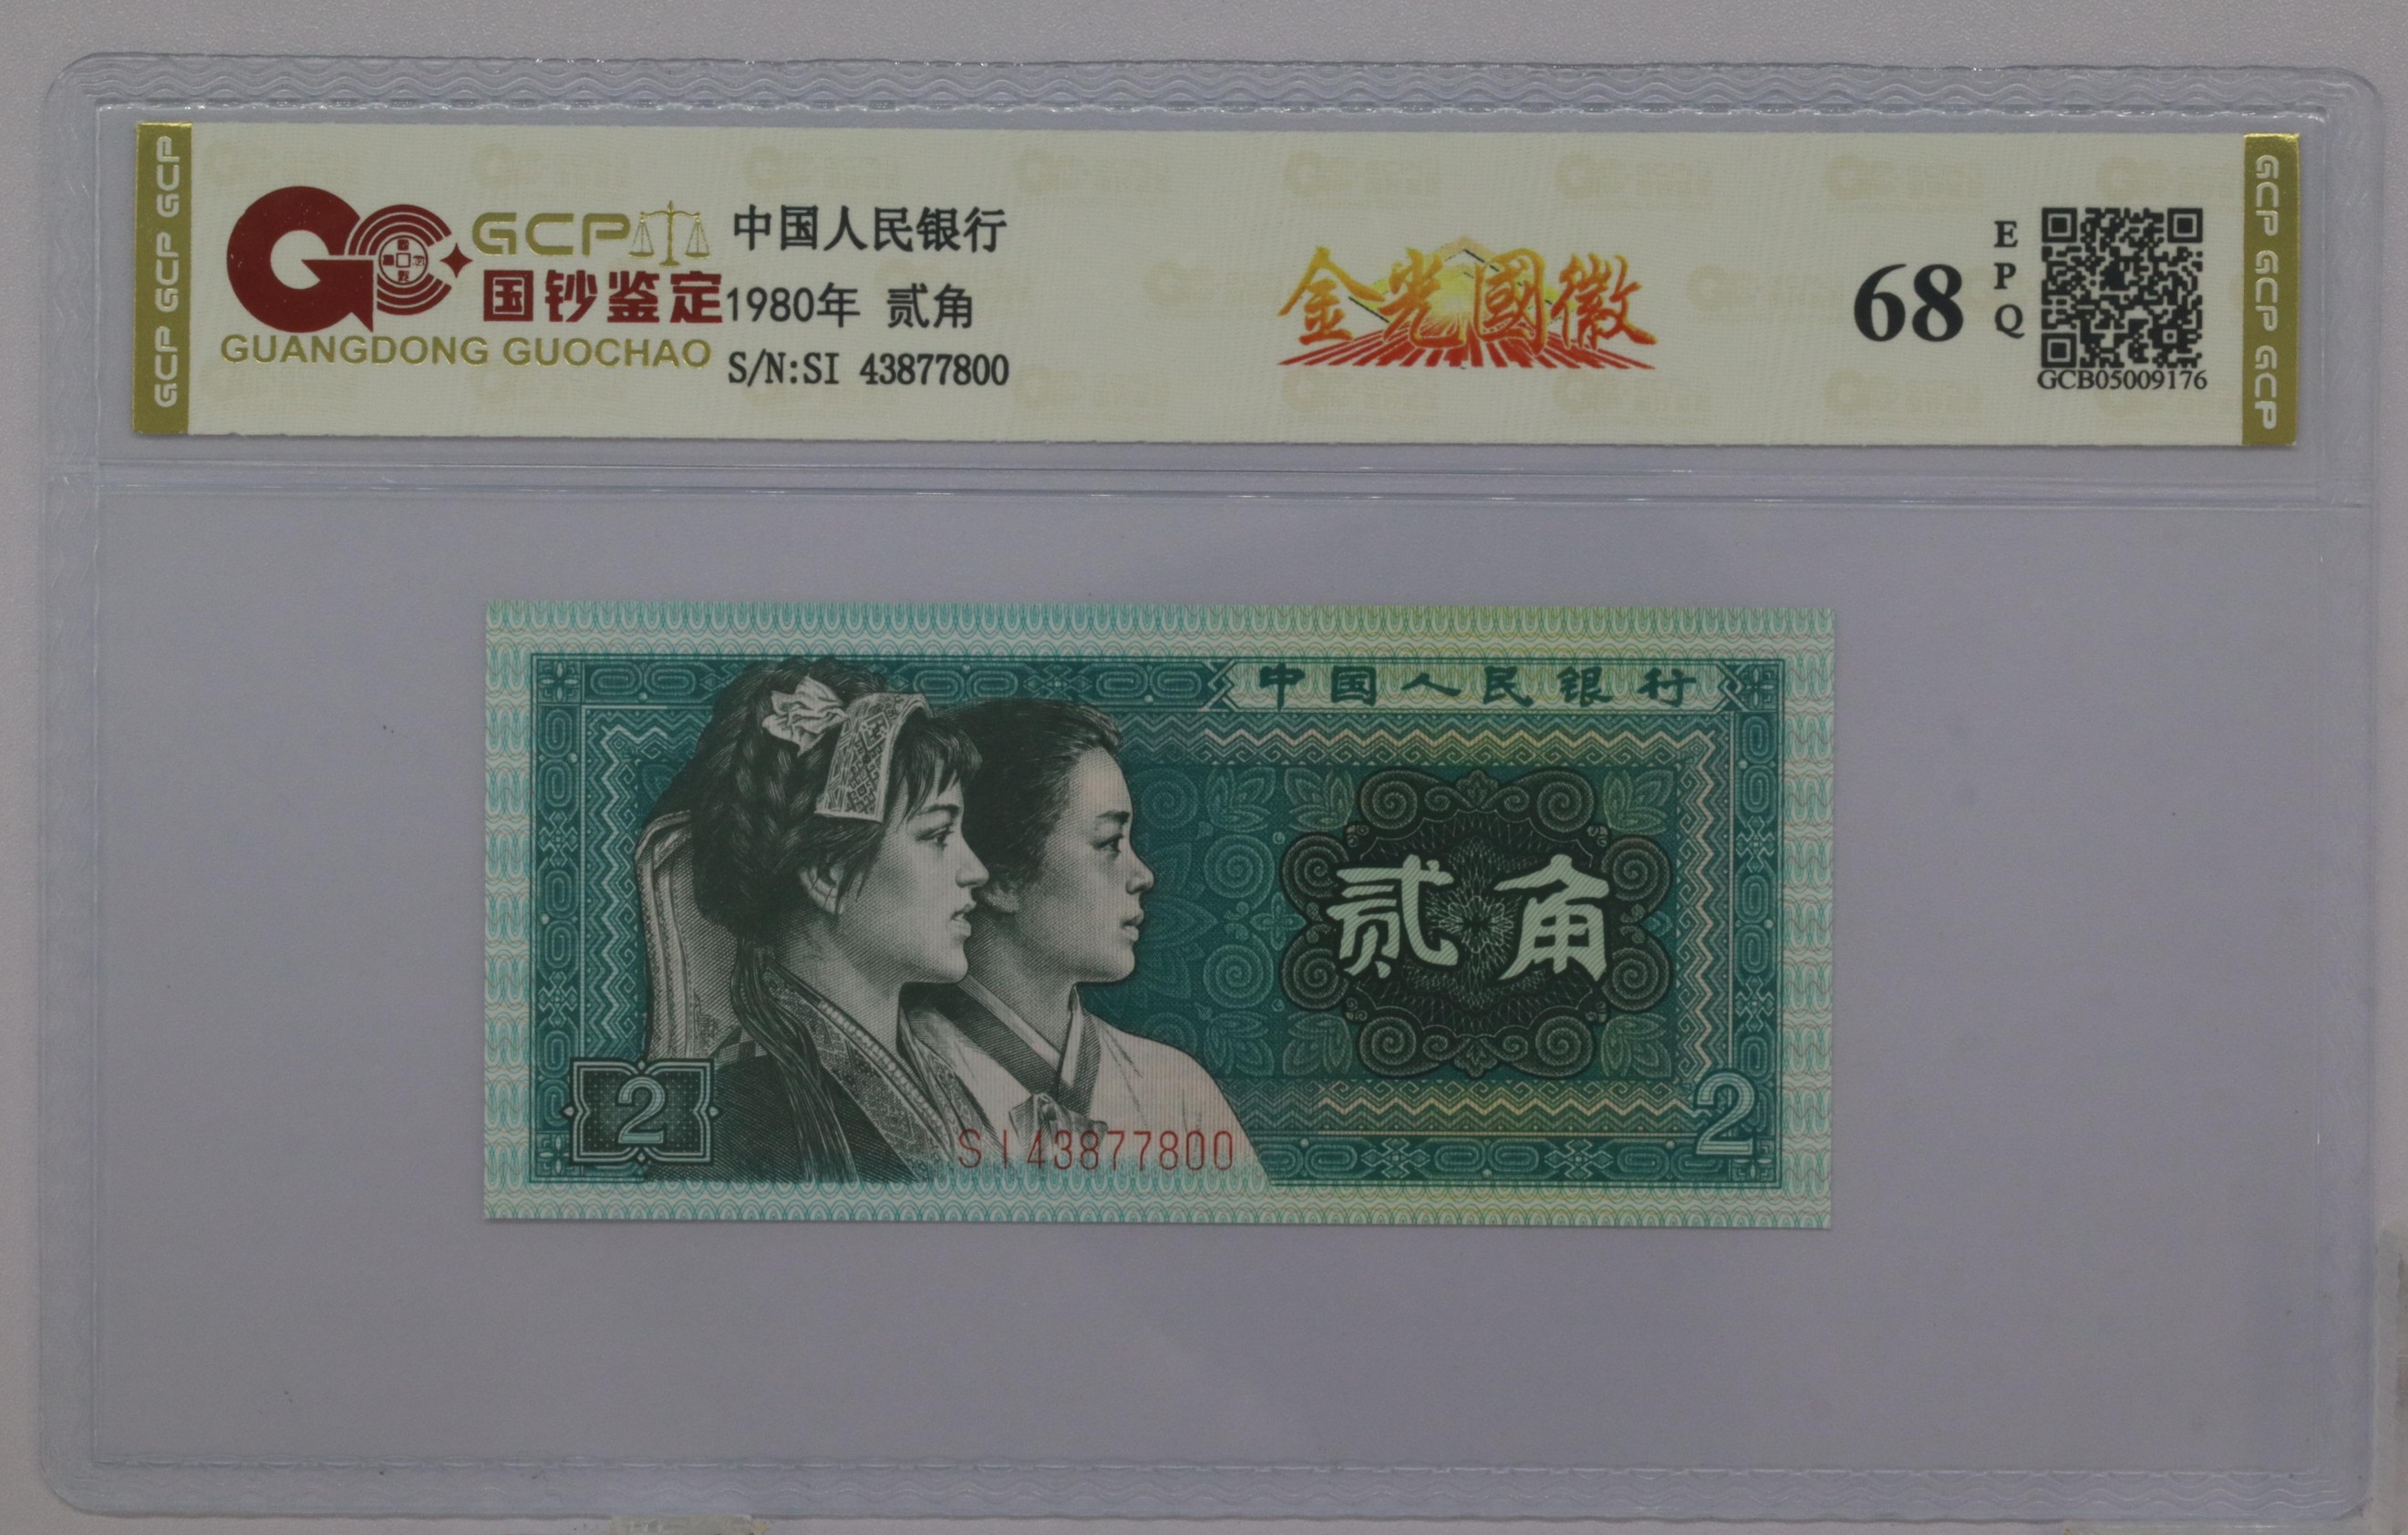 GCP GCP GCP
GCP
国钞鉴定
GUANGDONG GUOCHAO
中国人民银行
1980年 贰角
S/N:SI 43877800
金光國徽
68
EPQ
GCB05009176
GCP GCP GCP
中国人民银行
贰角
2
SI43877800
2